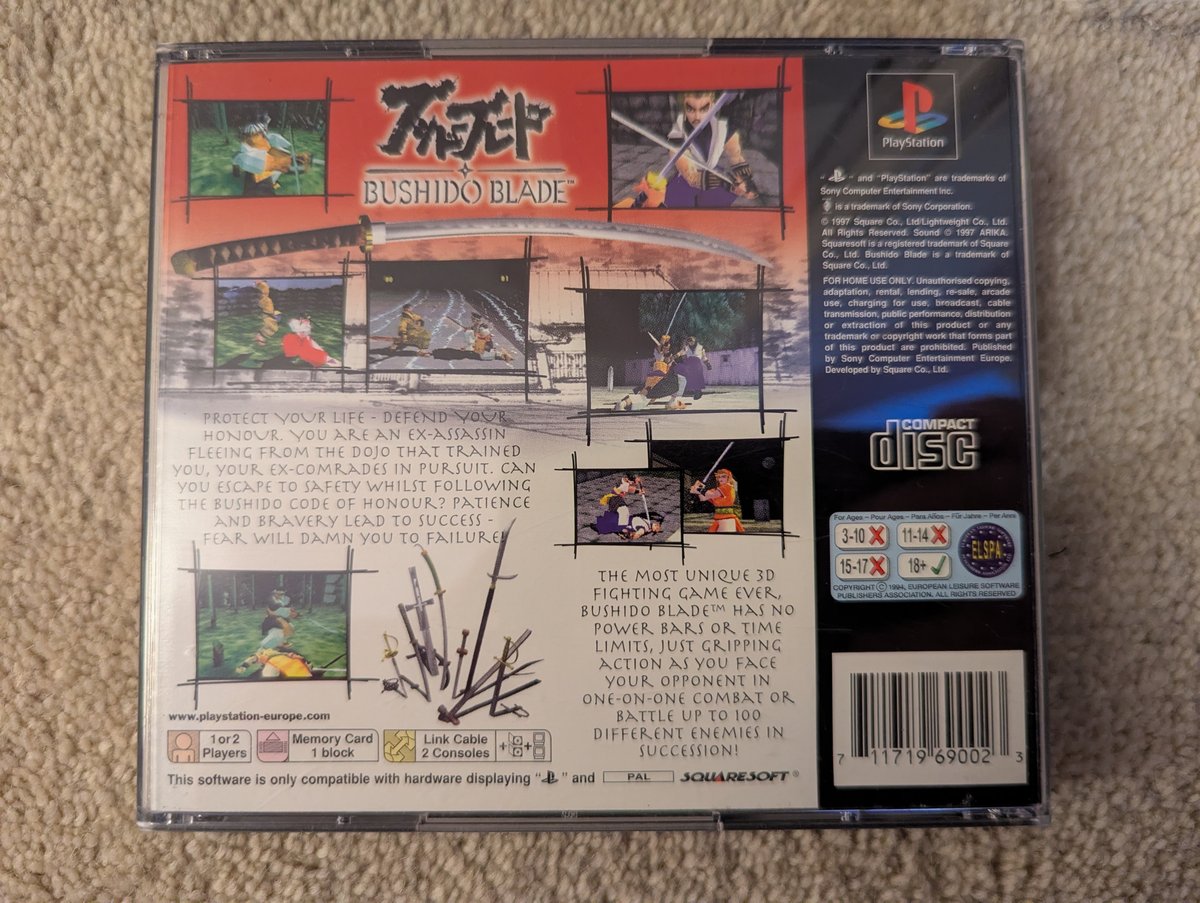 ブシドーブレード
BUSHIDO BLADE™
PROTECT YOUR LIFE - DEFEND YOUR
HONOUR. YOU ARE AN EX-ASSASSIN
FLEEING FROM THE DOJO THAT TRAINED
YOU, YOUR EX-COMRADES IN PURSUIT. CAN
YOU ESCAPE TO SAFETY WHILST FOLLOWING
THE BUSHIDO CODE OF HONOUR? PATIENCE
AND BRAVERY LEAD TO SUCCESS -
FEAR WILL DAMN YOU TO FAILURE!
THE MOST UNIQUE 3D
FIGHTING GAME EVER,
BUSHIDO BLADE™ HAS NO
POWER BARS OR TIME
LIMITS, JUST GRIPPING
ACTION AS YOU FACE
YOUR OPPONENT IN
ONE-ON-ONE COMBAT OR
BATTLE UP TO 100
DIFFERENT ENEMIES IN
SUCCESSION!
www.playstation-europe.com
1 or 2
Players
Memory Card
1 block
Link Cable
2 Consoles
This software is only compatible with hardware displaying " " and PAL SQUARESOFT®
PlayStation
" " and "PlayStation" are trademarks of
Sony Computer Entertainment Inc.
is a trademark of Sony Corporation.
© 1997 Square Co., Ltd/Lightweight Co., Ltd.
All Rights Reserved. Sound © 1997 ARIKA.
Squaresoft is a registered trademark of Square
Co., Ltd. Bushido Blade is a trademark of
Square Co., Ltd.
FOR HOME USE ONLY. Unauthorised copying,
adaptation, rental, lending, re-sale, arcade
use, charging for use, broadcast, cable
transmission, public performance, distribution
or extraction of this product or any
trademark or copyright work that forms part
of this product are prohibited. Published
by Sony Computer Entertainment Europe.
Developed by Square Co., Ltd.
COMPACT
disc
For Ages – Pour Ages – Para Años – Für Jahre – Per Anni
3-10 11-14
15-17 18+
ELSPA
COPYRIGHT © 1994, EUROPEAN LEISURE SOFTWARE
PUBLISHERS ASSOCIATION. ALL RIGHTS RESERVED
7 11719 69002 3